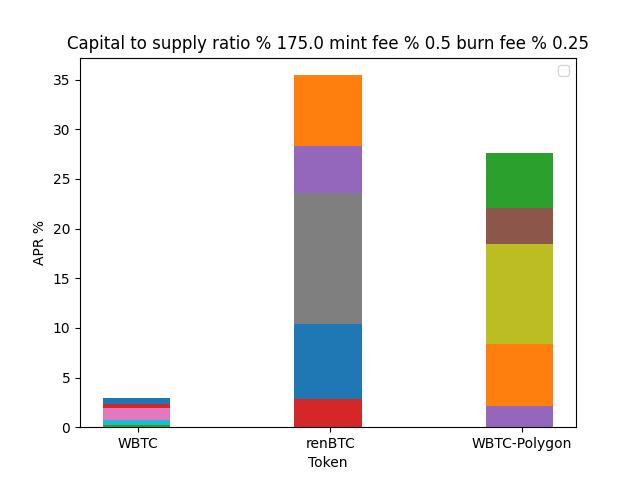 Capital to supply ratio % 175.0 mint fee % 0.5 burn fee % 0.25
35
30
25
20
15
10
5
0
APR %
WBTC renBTC WBTC-Polygon
Token